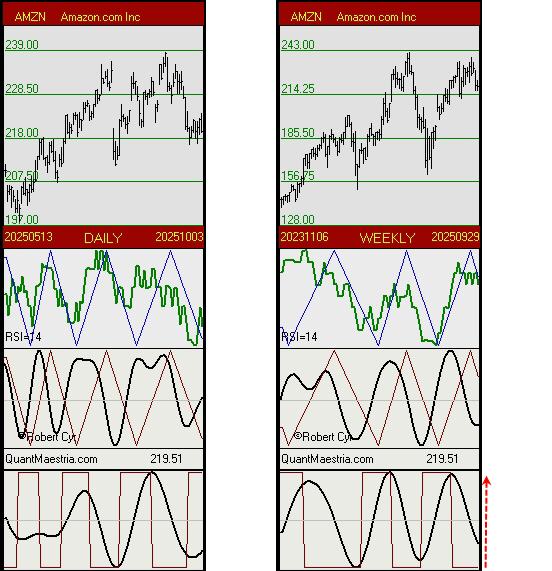 AMZN Amazon.com Inc
239.00
228.50
218.00
207.50
197.00
20250513 DAILY 20251003
RSI=14
©Robert Cyr
QuantMaestria.com 219.51
AMZN Amazon.com Inc
243.00
214.25
185.50
156.75
128.00
20231106 WEEKLY 20250929
RSI=14
©Robert Cyr
QuantMaestria.com 219.51